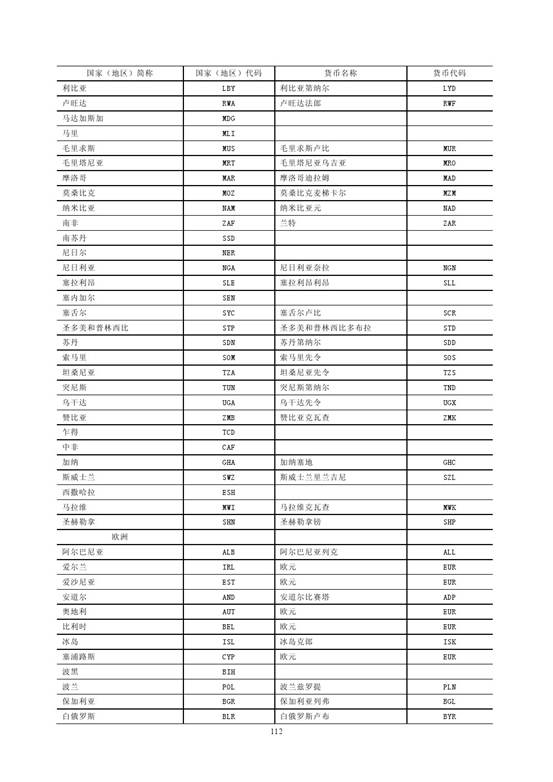 国家（地区）简称 国家（地区）代码 货币名称 货币代码
利比亚 LBY 利比亚第纳尔 LYD
卢旺达 RWA 卢旺达法郎 RWF
马达加斯加 MDG
马里 MLI
毛里求斯 MUS 毛里求斯卢比 MUR
毛里塔尼亚 MRT 毛里塔尼亚乌吉亚 MRO
摩洛哥 MAR 摩洛哥迪拉姆 MAD
莫桑比克 MOZ 莫桑比克麦梯卡尔 MZM
纳米比亚 NAM 纳米比亚元 NAD
南非 ZAF 兰特 ZAR
南苏丹 SSD
尼日尔 NER
尼日利亚 NGA 尼日利亚奈拉 NGN
塞拉利昂 SLE 塞拉利昂利昂 SLL
塞内加尔 SEN
塞舌尔 SYC 塞舌尔卢比 SCR
圣多美和普林西比 STP 圣多美和普林西比多布拉 STD
苏丹 SDN 苏丹第纳尔 SDD
索马里 SOM 索马里先令 SOS
坦桑尼亚 TZA 坦桑尼亚先令 TZS
突尼斯 TUN 突尼斯第纳尔 TND
乌干达 UGA 乌干达先令 UGX
赞比亚 ZMB 赞比亚克瓦查 ZMK
乍得 TCD
中非 CAF
加纳 GHA 加纳塞地 GHC
斯威士兰 SWZ 斯威士兰里兰吉尼 SZL
西撒哈拉 ESH
马拉维 MWI 马拉维克瓦查 MWK
圣赫勒拿 SHN 圣赫勒拿镑 SHP
欧洲
阿尔巴尼亚 ALB 阿尔巴尼亚列克 ALL
爱尔兰 IRL 欧元 EUR
爱沙尼亚 EST 欧元 EUR
安道尔 AND 安道尔比赛塔 ADP
奥地利 AUT 欧元 EUR
比利时 BEL 欧元 EUR
冰岛 ISL 冰岛克郎 ISK
塞浦路斯 CYP 欧元 EUR
波黑 BIH
波兰 POL 波兰兹罗提 PLN
保加利亚 BGR 保加利亚列弗 BGL
白俄罗斯 BLR 白俄罗斯卢布 BYR
112